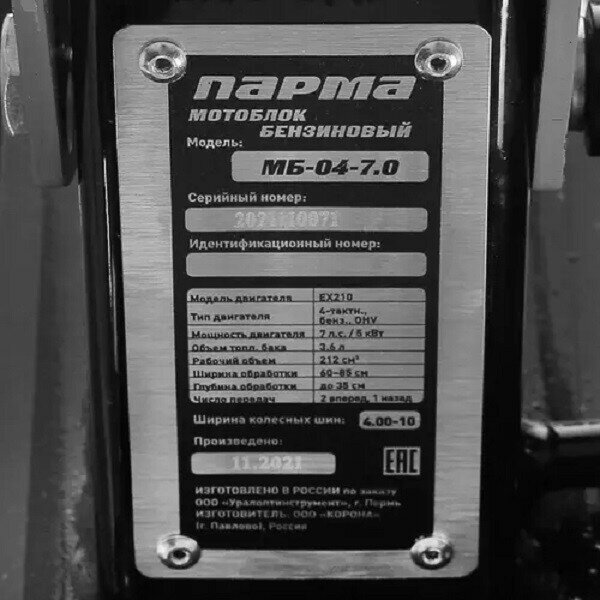 ПАРМА
МОТОБЛОК
БЕНЗИНОВЫЙ
Модель:
МБ-04-7.0
Серийный номер:
Идентификационный номер:
Модель двигателя EX210
Тип двигателя 4-тактн., бенз., OHV
Мощность двигателя 7 л.с. / 5 кВт
Объем топл. бака 3.6 л
Рабочий объем 212 см³
Ширина обработки 60-85 см
Глубина обработки до 35 см
Число передач 2 вперед, 1 назад
Ширина колесных шин: 4.00-10
Произведено:
11.2021
EAC
ИЗГОТОВЛЕНО В РОССИИ по заказу
ООО «Уралоптинструмент», г. Пермь
ИЗГОТОВИТЕЛЬ: ООО «КОРОНА»
(г. Павлово), Россия